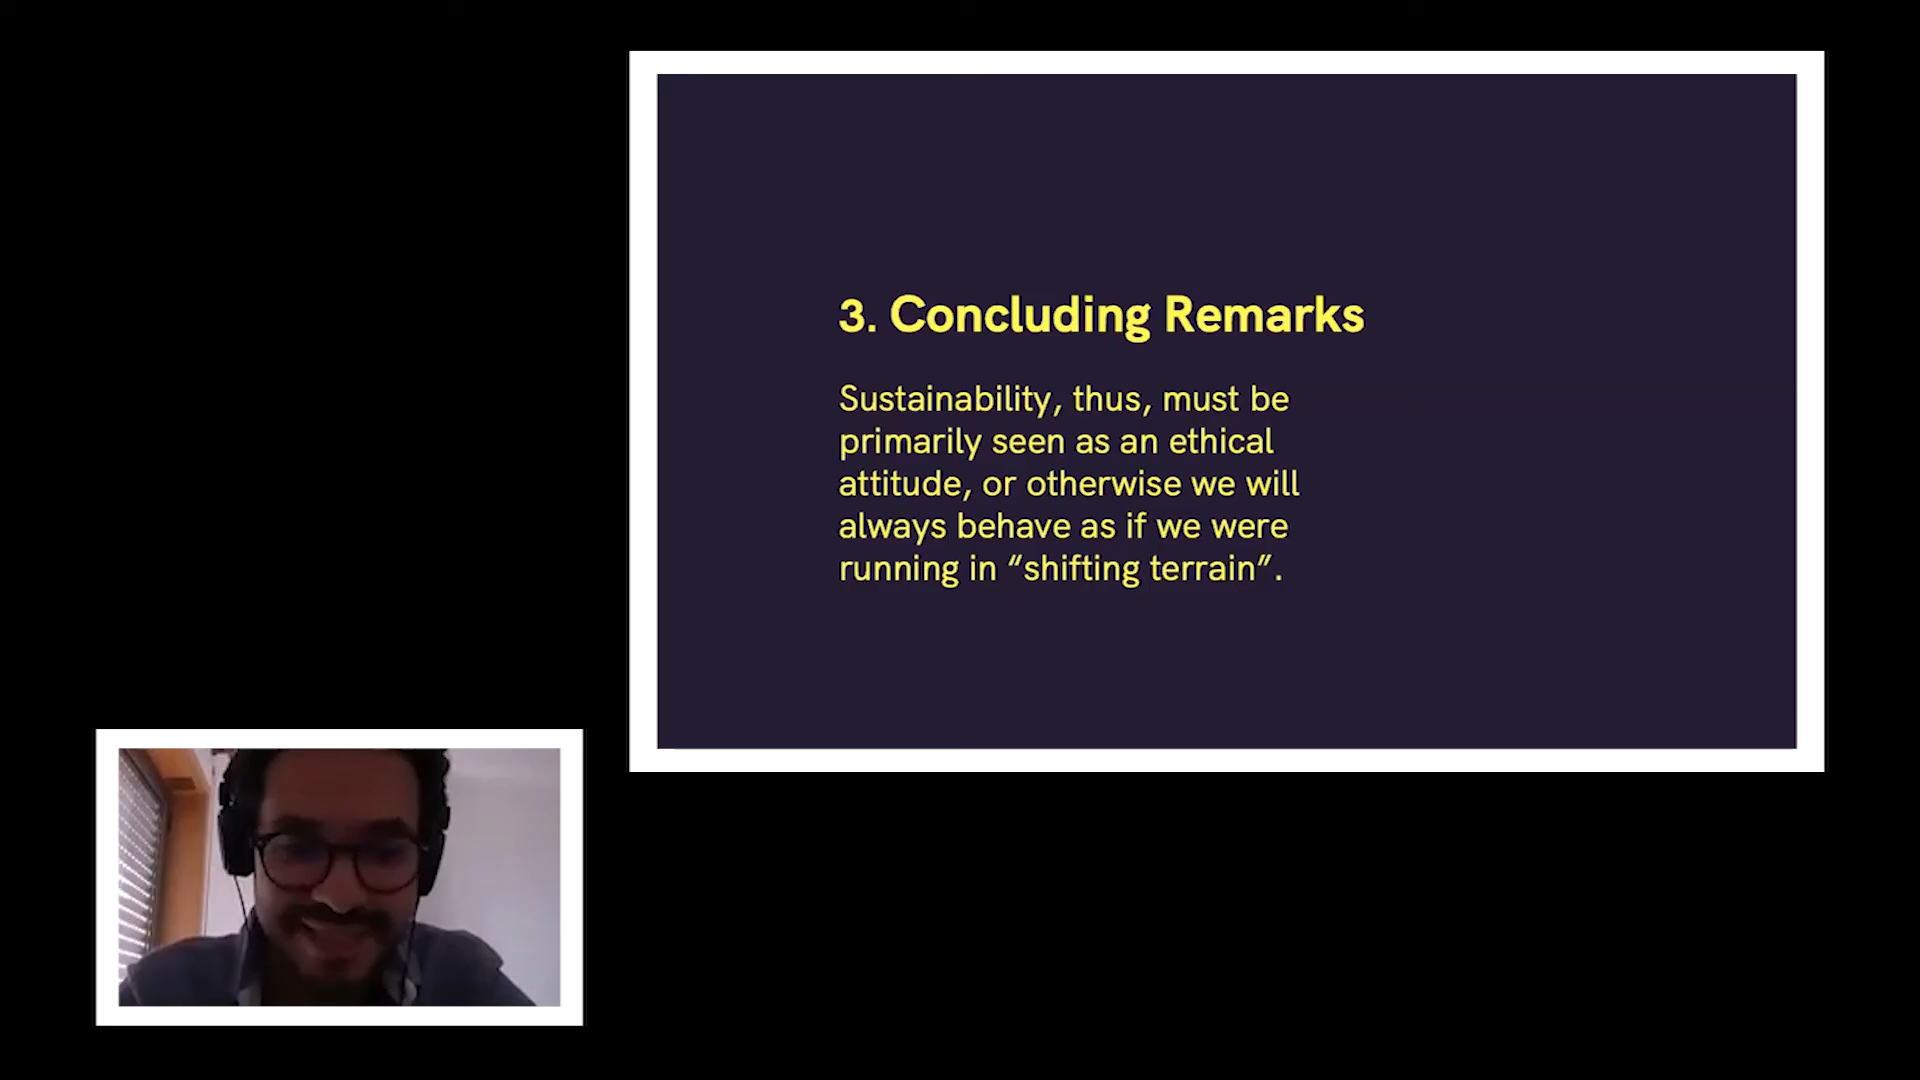 3. Concluding Remarks
Sustainability, thus, must be
primarily seen as an ethical
attitude, or otherwise we will
always behave as if we were
running in “shifting terrain”.